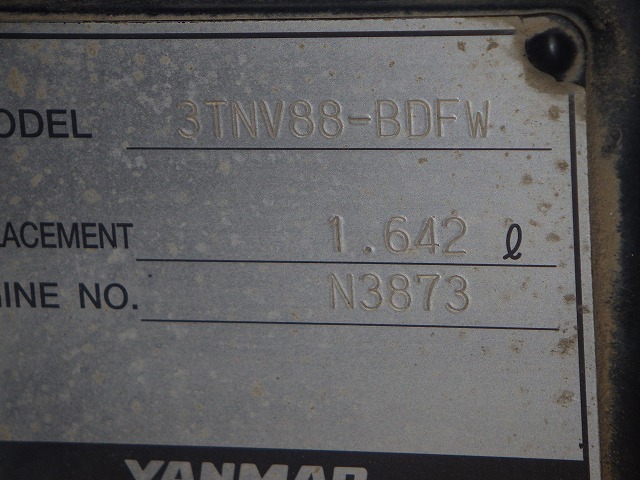 ODEL 3TNV88-BDFW
LACEMENT 1.642 ℓ
INE NO. N3873
YANMAR